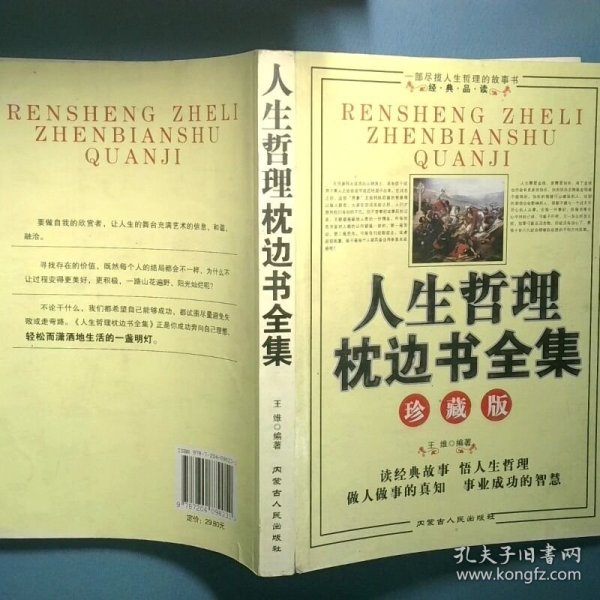 RENSHENG ZHELI
ZHENBIANSHU
QUANJI
要做自我的欣赏者，让人生的舞台充满艺术的信息，和蔼，
融洽。
寻找存在的价值，既然每个人的结局都会不一样，为什么不
让过程变得更美好，更积极，一路山花遍野、阳光灿烂呢？
不论干什么，我们都希望自己能够成功，都试图尽量避免失
败或走弯路。《人生哲理枕边书全集》正是你成功奔向自己理想，
轻松而潇洒地生活的一盏明灯。
9787204096213
定价：29.80元
人生哲理枕边书全集
王 维◎编著
内蒙古人民出版社
一部尽揽人生哲理的故事书
经·典·品·读
RENSHENG ZHELI
ZHENBIANSHU
QUANJI
人生哲理
枕边书全集
珍藏版
王 维◎编著
读经典故事 悟人生哲理
做人做事的真知 事业成功的智慧
内蒙古人民出版社
孔夫子旧书网
www.kongfz.com